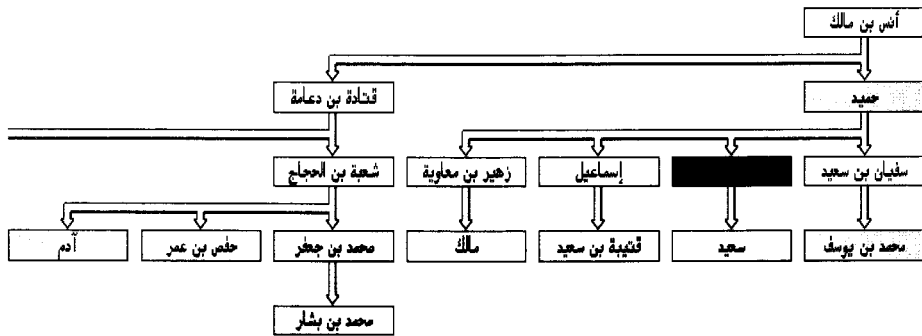 أنس بن مالك
حميد
قتادة بن دعامة
سفيان بن سعيد
إسماعيل
زهير بن معاوية
شعبة بن الحجاج
محمد بن يوسف
سعيد
قتيبة بن سعيد
مالك
محمد بن جعفر
حفص بن عمر
آدم
محمد بن بشار